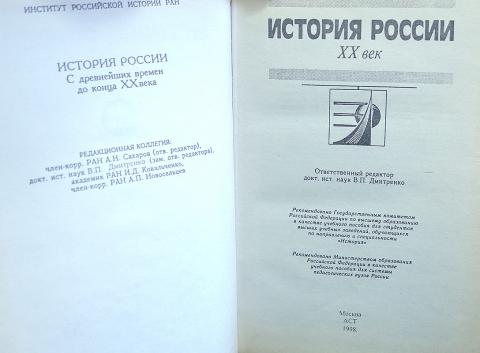 ИНСТИТУТ РОССИЙСКОЙ ИСТОРИИ РАН
ИСТОРИЯ РОССИИ
С древнейших времен
до конца XX века
РЕДАКЦИОННАЯ КОЛЛЕГИЯ:
член-корр. РАН А.Н. Сахаров (отв. редактор),
докт. ист. наук В.П. Дмитренко (зам. отв. редактора),
академик РАН И.Д. Ковальченко,
член-корр. РАН А.П. Новосельцев
ИСТОРИЯ РОССИИ
XX век
Ответственный редактор
докт. ист. наук В.П. Дмитренко
Рекомендовано Государственным комитетом
Российской Федерации по высшему образованию
в качестве учебного пособия для студентов
высших учебных заведений, обучающихся
по направлению и специальности
«История»
Рекомендовано Министерством образования
Российской Федерации в качестве
учебного пособия для системы
педагогических вузов России
Москва
АСТ
1998